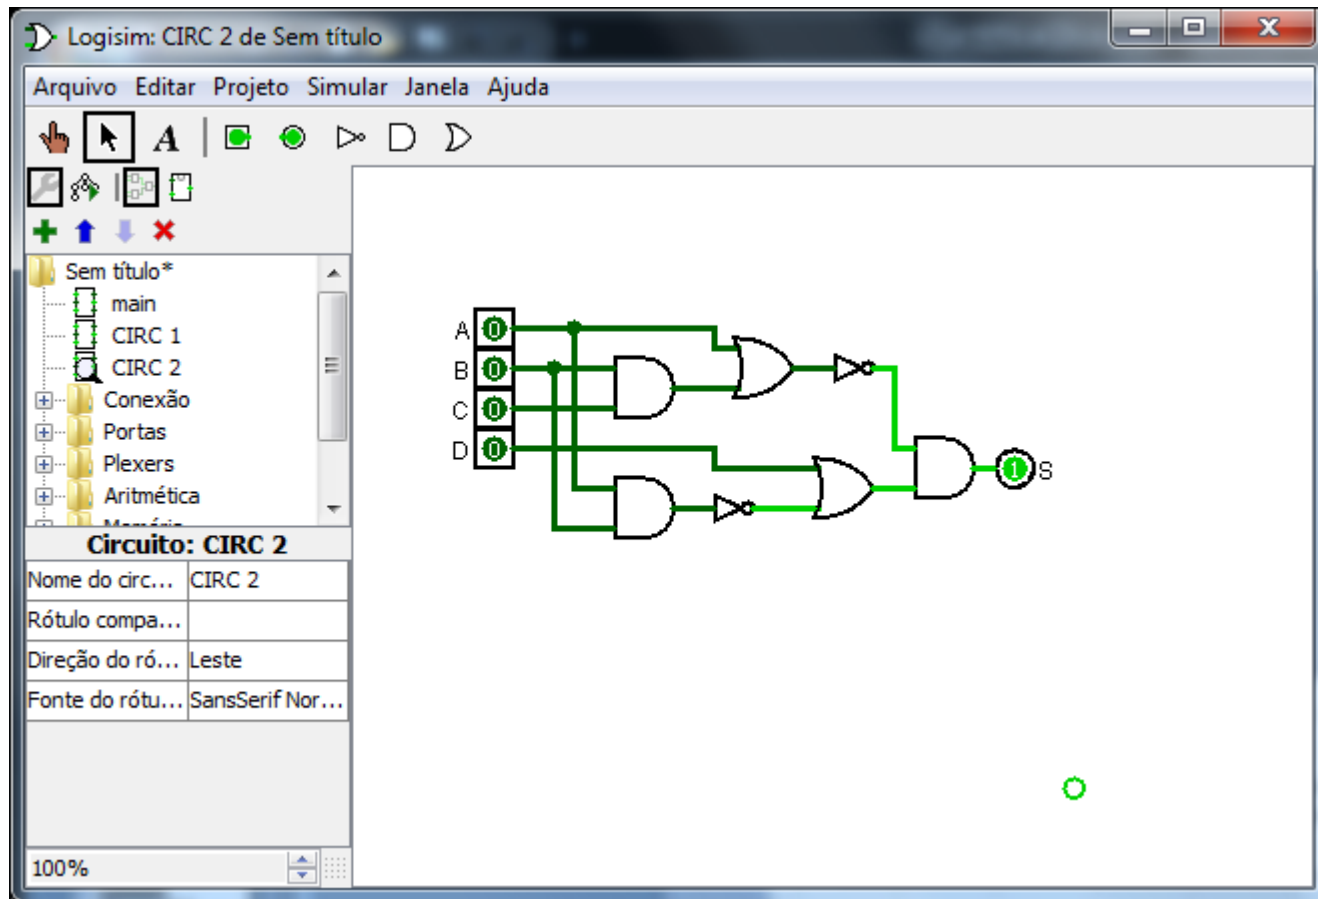 Logisim: CIRC 2 de Sem título
Arquivo Editar Projeto Simular Janela Ajuda
A
Sem título*
main
CIRC 1
CIRC 2
Conexão
Portas
Plexers
Aritmética
Circuito: CIRC 2
Nome do circ... CIRC 2
Rótulo compa...
Direção do ró... Leste
Fonte do rótu... SansSerif Nor...
100%
A 0
B 0
C 0
D 0
1 S